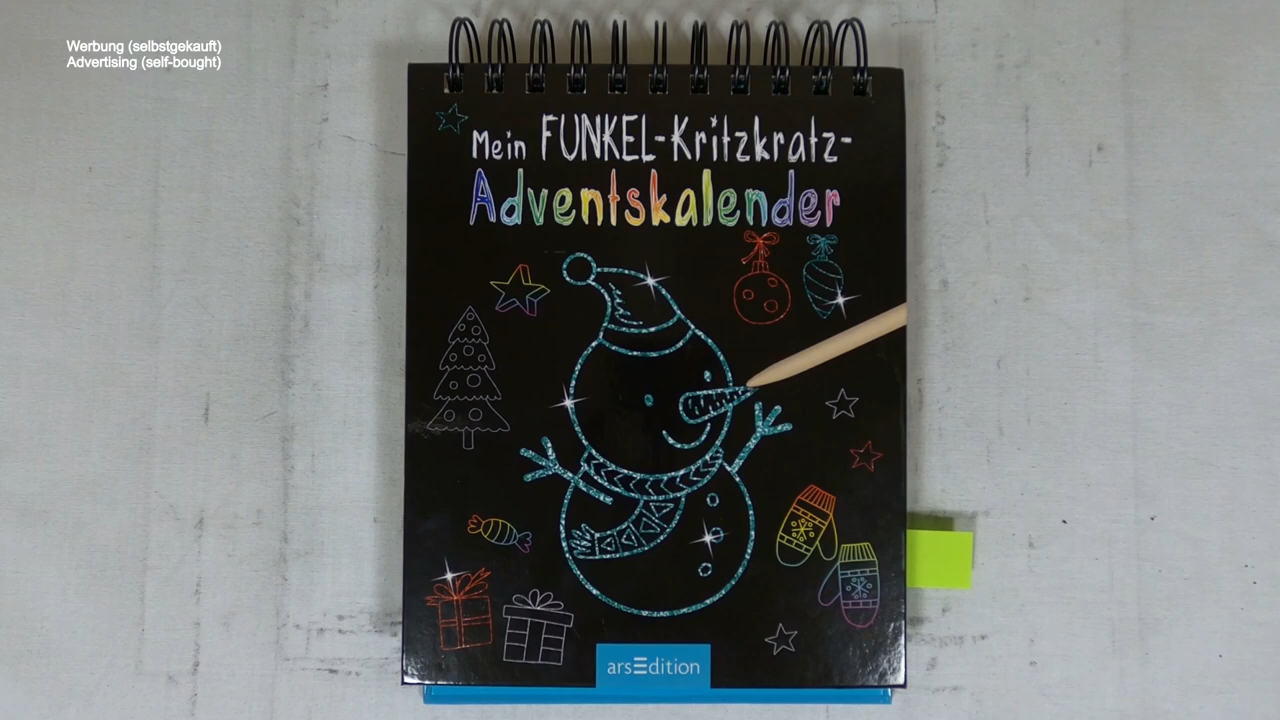 Werbung (selbstgekauft)
Advertising (self-bought)
Mein FUNKEL-Kritzkratz-
Adventskalender
arsEdition